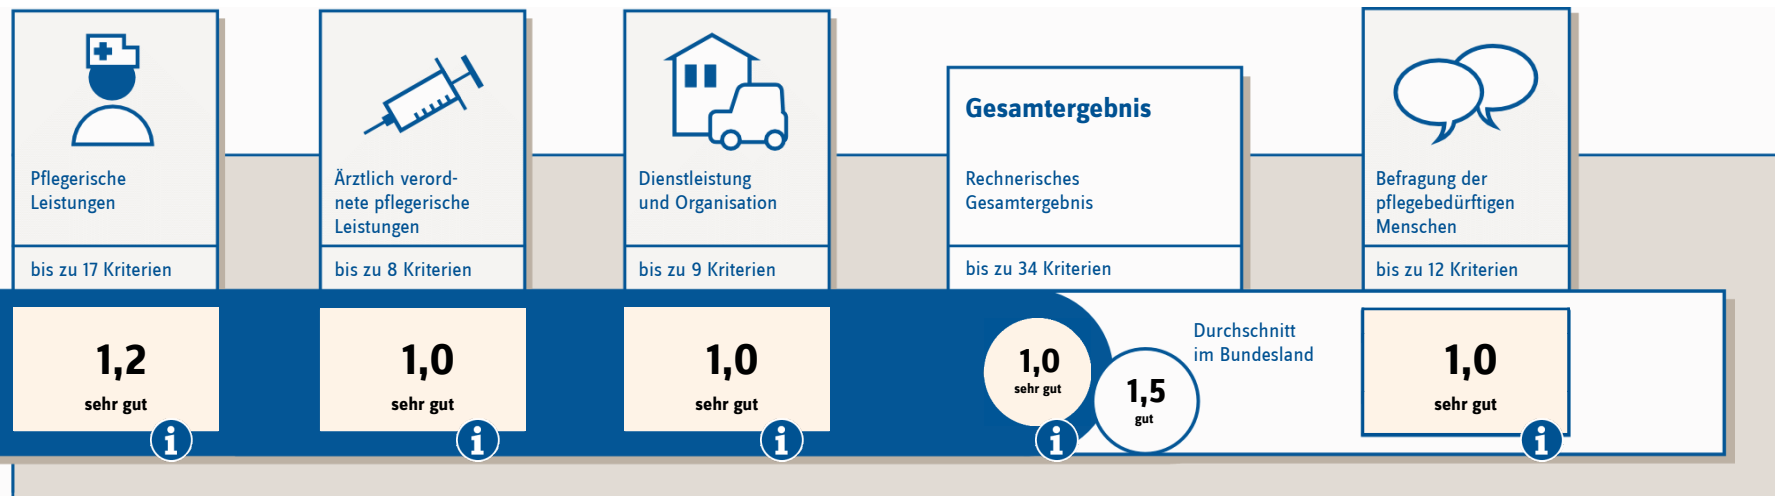 Pflegerische
Leistungen
bis zu 17 Kriterien
1,2
sehr gut
i
Ärztlich verord-
nete pflegerische
Leistungen
bis zu 8 Kriterien
1,0
sehr gut
i
Dienstleistung
und Organisation
bis zu 9 Kriterien
1,0
sehr gut
i
Gesamtergebnis
Rechnerisches
Gesamtergebnis
bis zu 34 Kriterien
1,0
sehr gut
i
1,5
gut
Durchschnitt
im Bundesland
Befragung der
pflegebedürftigen
Menschen
bis zu 12 Kriterien
1,0
sehr gut
i